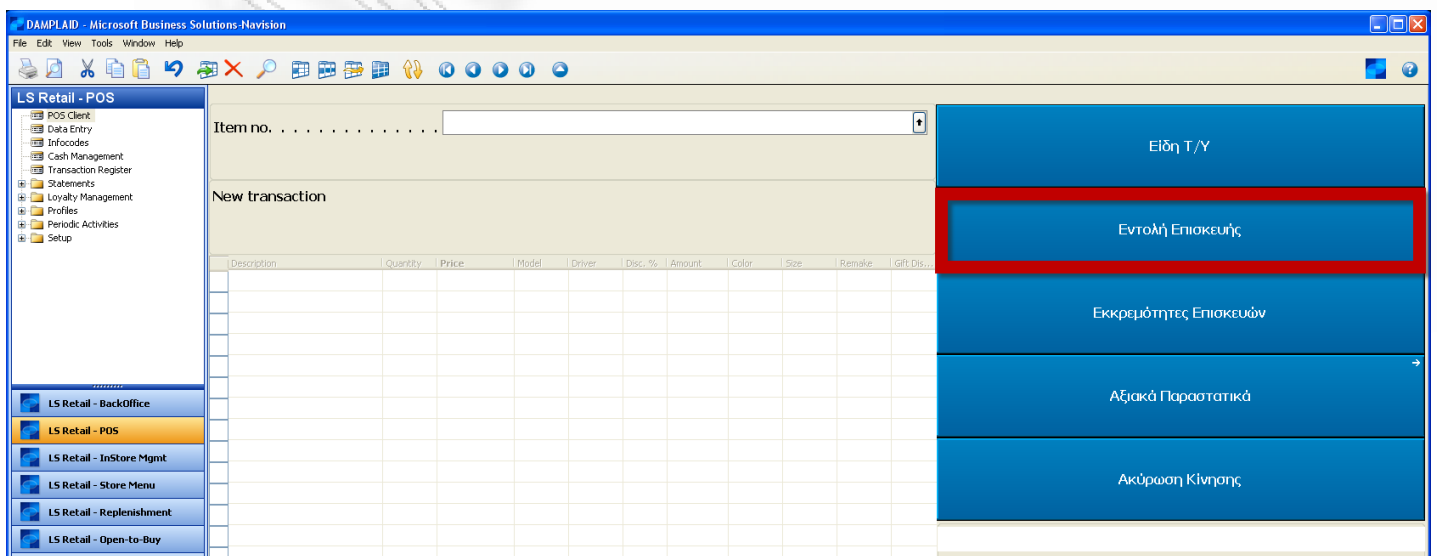 DAMPLAID - Microsoft Business Solutions-Navision
File Edit View Tools Window Help
LS Retail - POS
POS Client
Data Entry
Infocodes
Cash Management
Transaction Register
Statements
Loyalty Management
Profiles
Periodic Activities
Setup
LS Retail - BackOffice
LS Retail - POS
LS Retail - InStore Mgmt
LS Retail - Store Menu
LS Retail - Replenishment
LS Retail - Open-to-Buy
Item no. . . . . . . . . . . . . . .
New transaction
Description Quantity Price Model Driver Disc. % Amount Color Size Remake Gift Dis...
Είδη Τ/Υ
Εντολή Επισκευής
Εκκρεμότητες Επισκευών
Αξιακά Παραστατικά
Ακύρωση Κίνησης